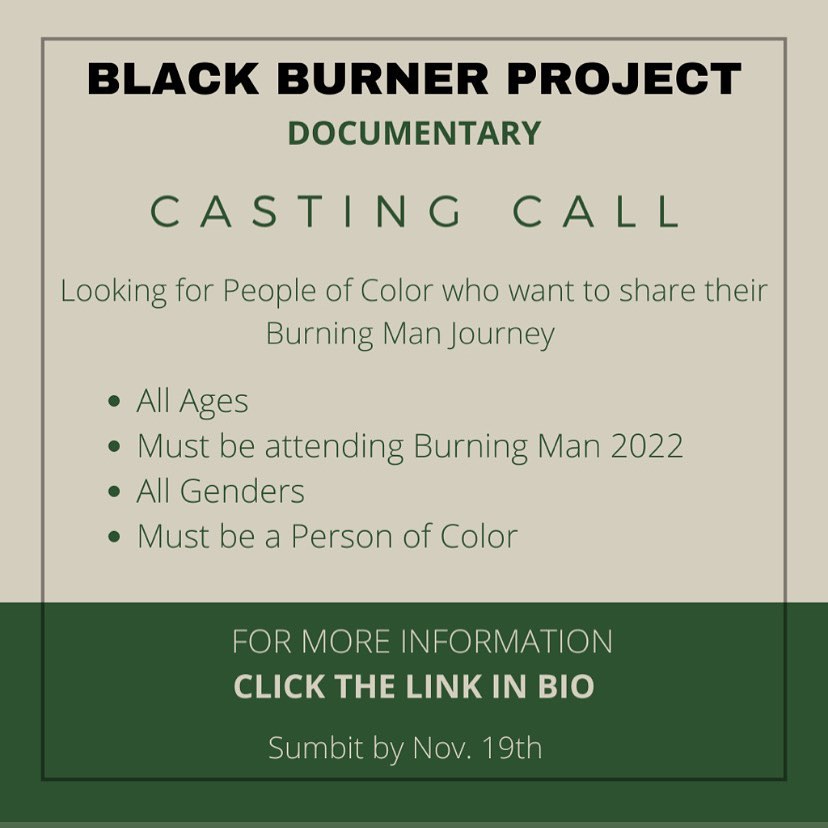 BLACK BURNER PROJECT
DOCUMENTARY
CASTING CALL
Looking for People of Color who want to share their
Burning Man Journey
• All Ages
• Must be attending Burning Man 2022
• All Genders
• Must be a Person of Color
FOR MORE INFORMATION
CLICK THE LINK IN BIO
Sumbit by Nov. 19th